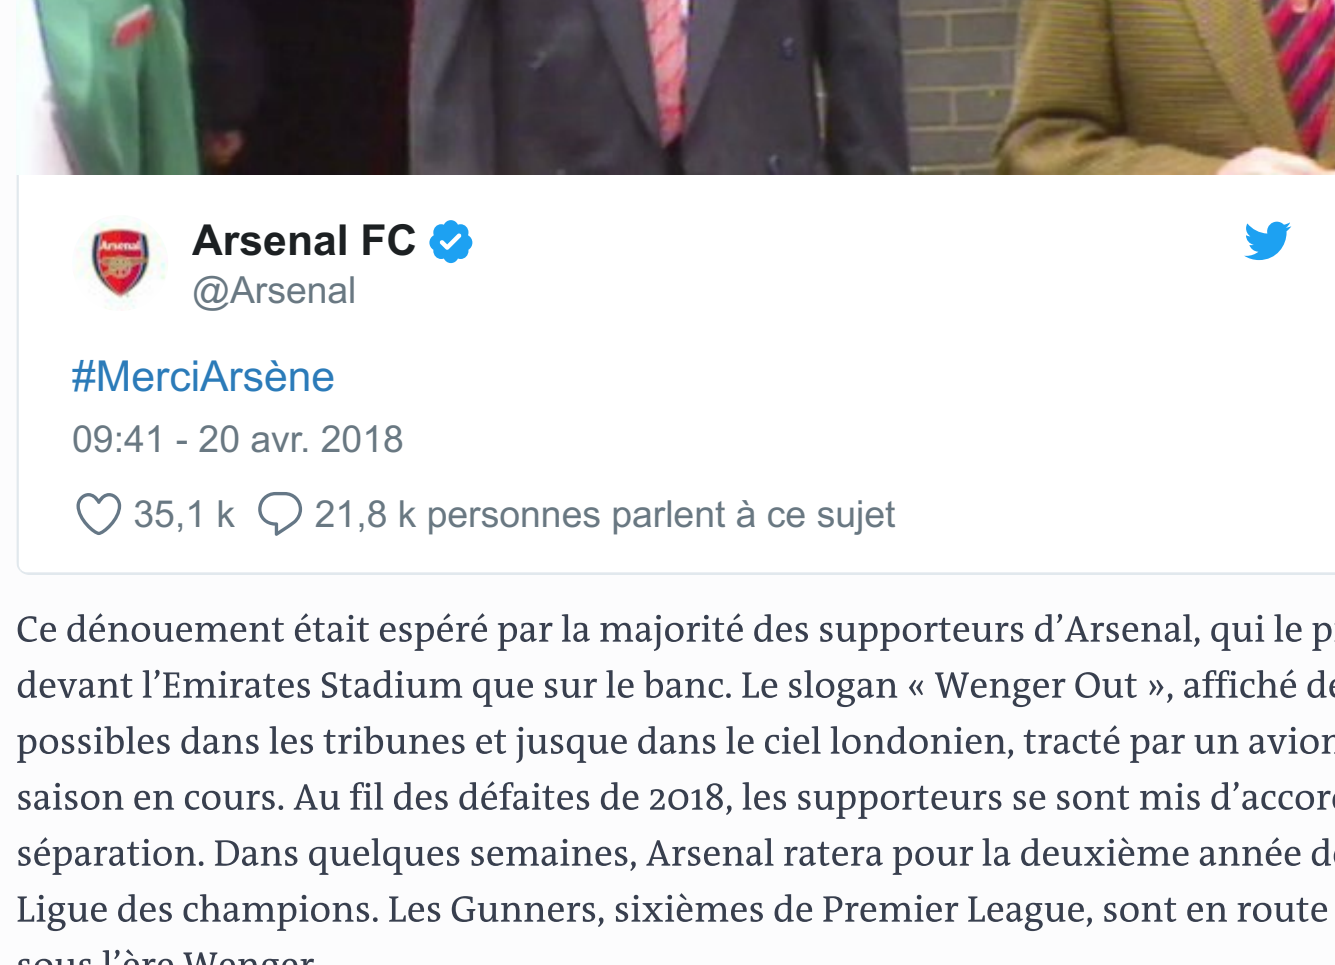 Arsenal
Arsenal FC
@Arsenal
#MerciArsène
09:41 - 20 avr. 2018
35,1 k 21,8 k personnes parlent à ce sujet
Ce dénouement était espéré par la majorité des supporteurs d’Arsenal, qui le
devant l’Emirates Stadium que sur le banc. Le slogan « Wenger Out », affiché
possibles dans les tribunes et jusque dans le ciel londonien, tracté par un avion
saison en cours. Au fil des défaites de 2018, les supporteurs se sont mis
séparation. Dans quelques semaines, Arsenal ratera pour la deuxième année
Ligue des champions. Les Gunners, sixièmes de Premier League, sont en route
sous l’ère Wenger.